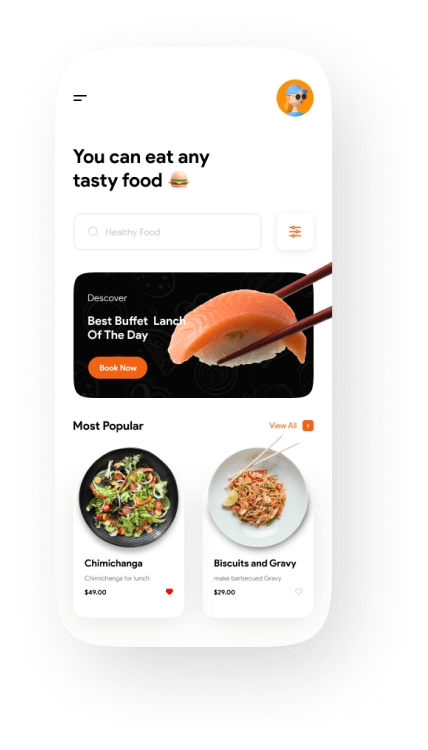 You can eat any
tasty food 🍔
Healthy Food
Descover
Best Buffet Lanch
Of The Day
Book Now
Most Popular
View All
Chimichanga
Biscuits and Gravy
Chimichanga for lunch
make barbecued Gravy
$49.00
$29.00